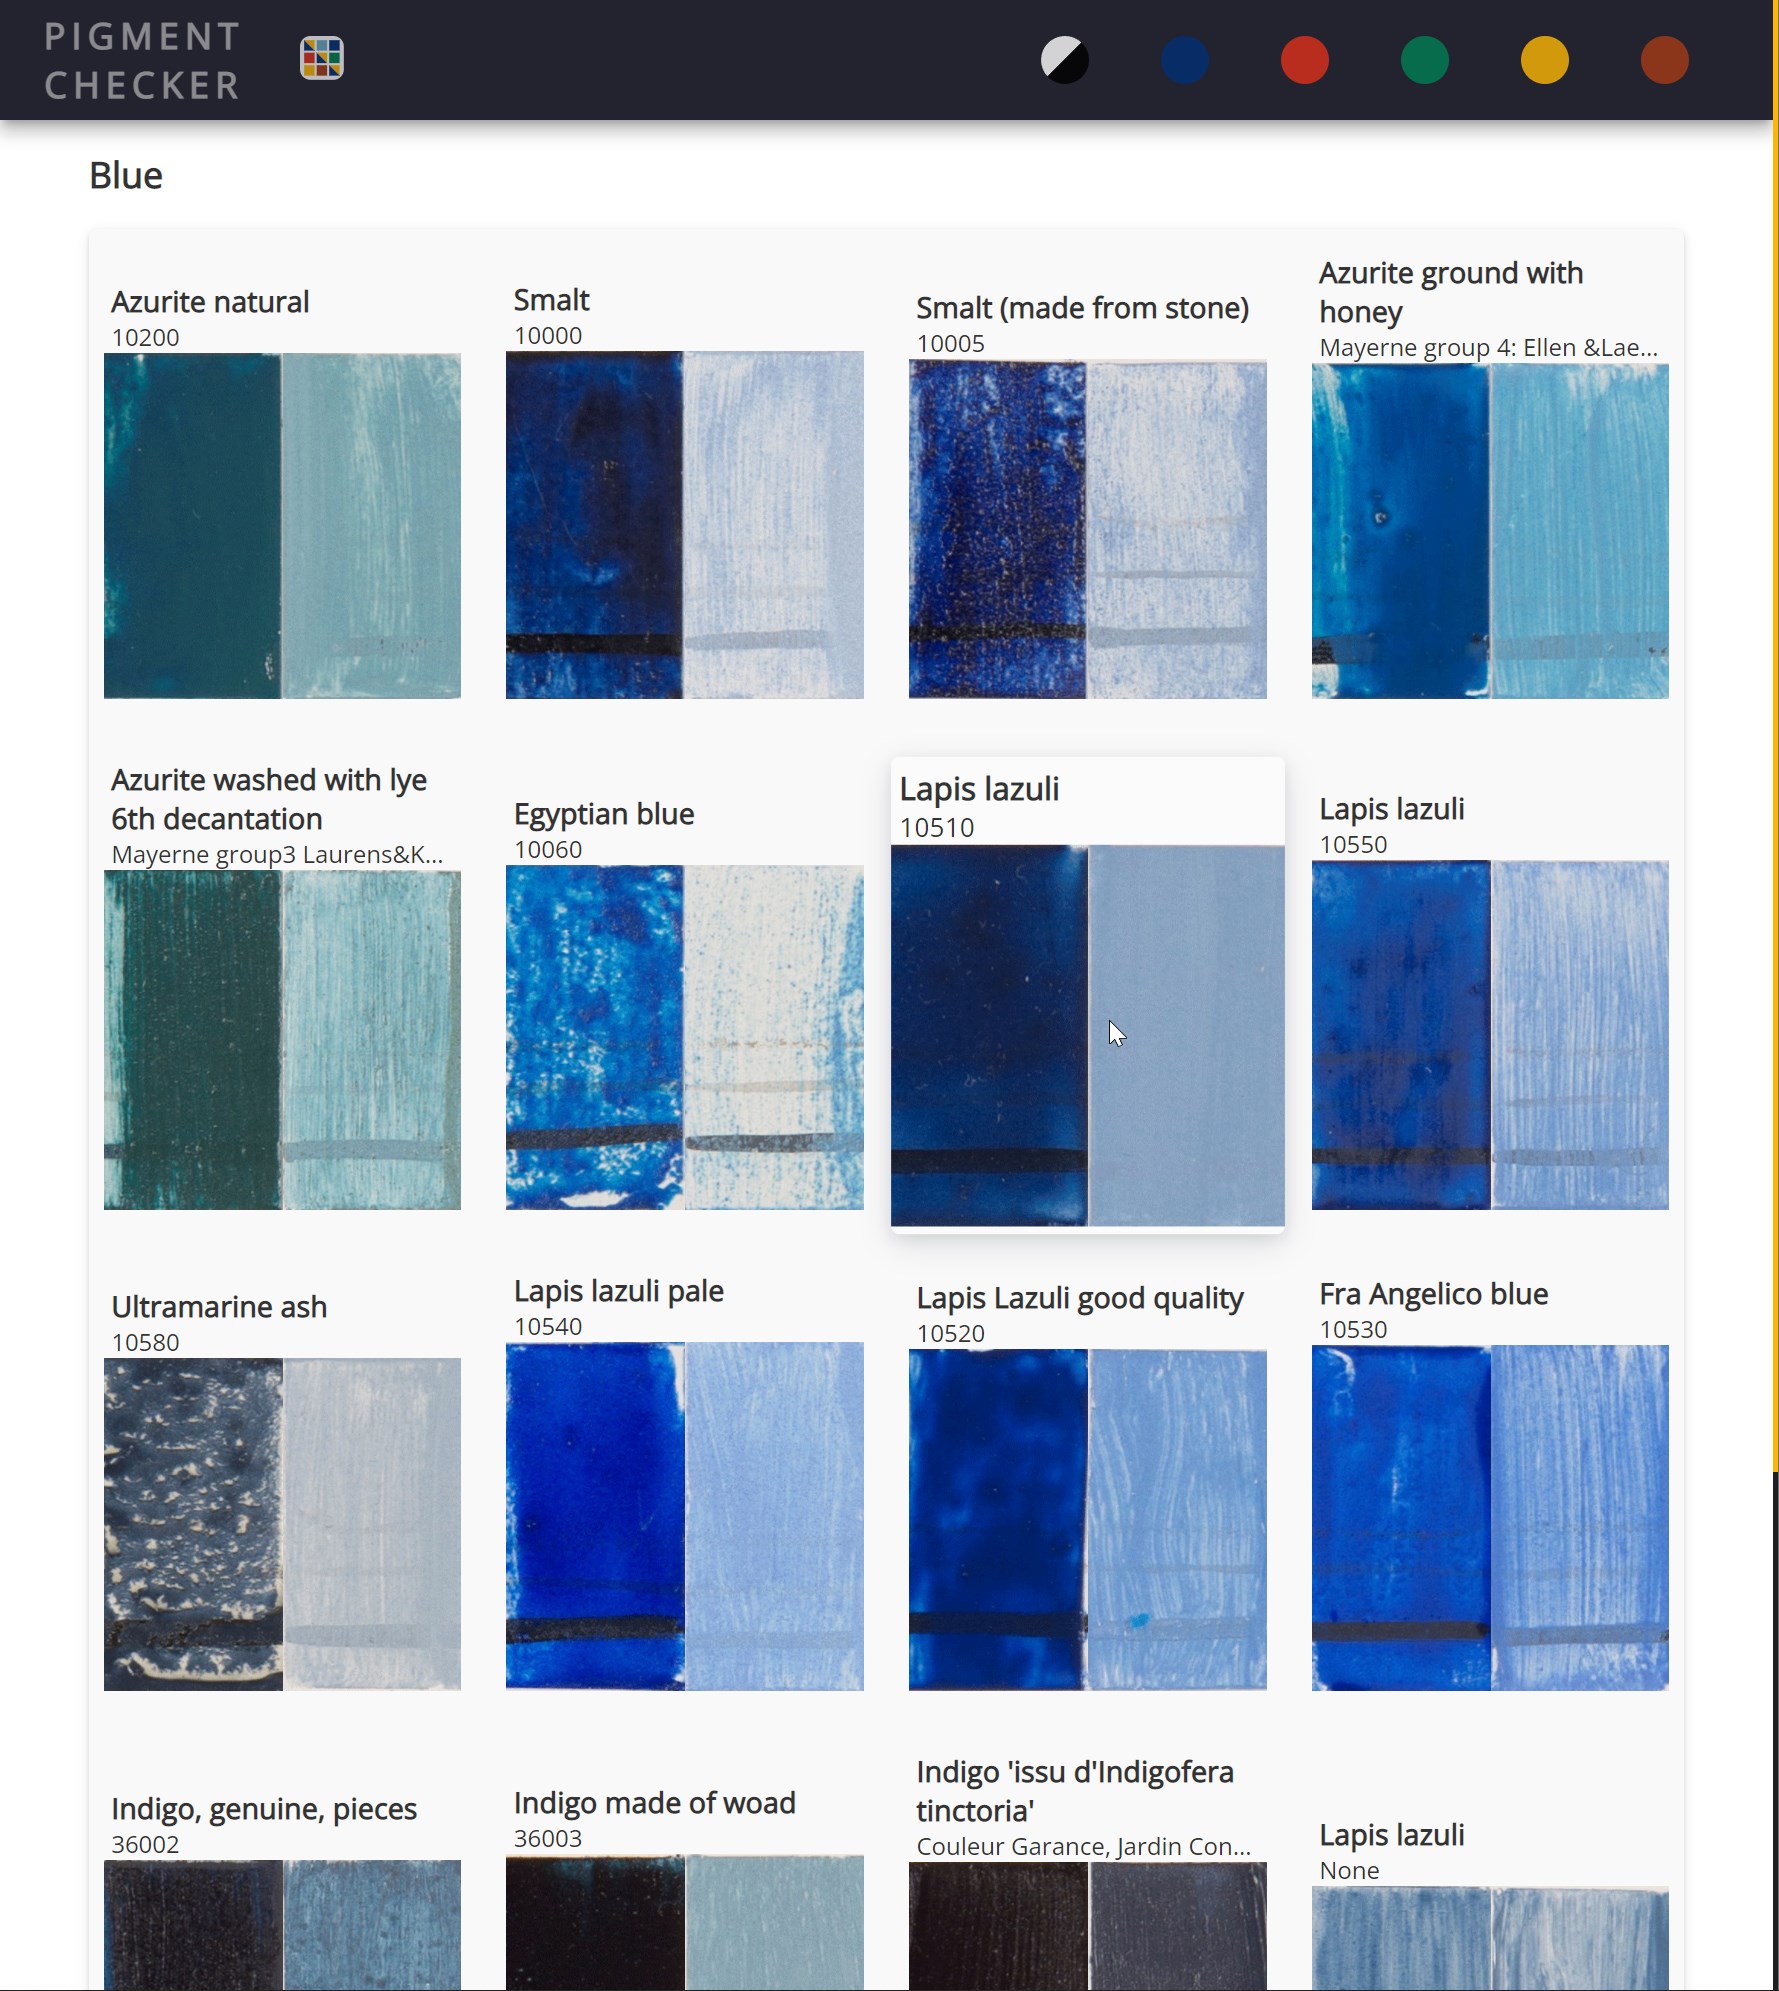 PIGMENT
CHECKER
Blue
Azurite natural
10200
Smalt
10000
Smalt (made from stone)
10005
Azurite ground with
honey
Mayerne group 4: Ellen &Lae...
Azurite washed with lye
6th decantation
Mayerne group3 Laurens&K...
Egyptian blue
10060
Lapis lazuli
10510
Lapis lazuli
10550
Ultramarine ash
10580
Lapis lazuli pale
10540
Lapis Lazuli good quality
10520
Fra Angelico blue
10530
Indigo, genuine, pieces
36002
Indigo made of woad
36003
Indigo 'issu d'Indigofera
tinctoria'
Couleur Garance, Jardin Con...
Lapis lazuli
None